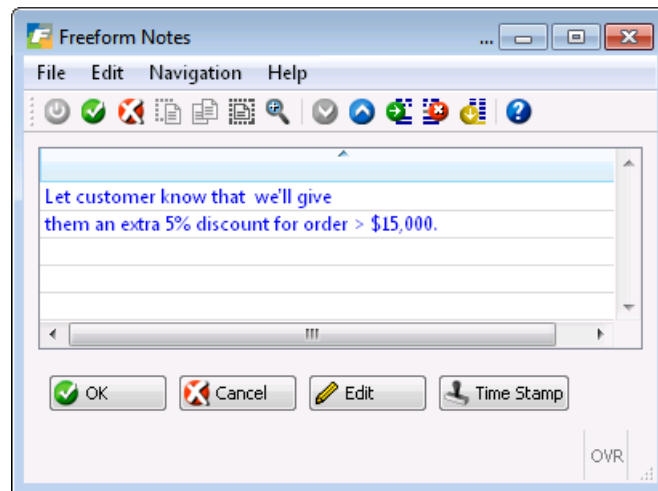 Freeform Notes ...
File Edit Navigation Help
Let customer know that  we'll give
them an extra 5% discount for order > $15,000.
OK Cancel Edit Time Stamp
OVR